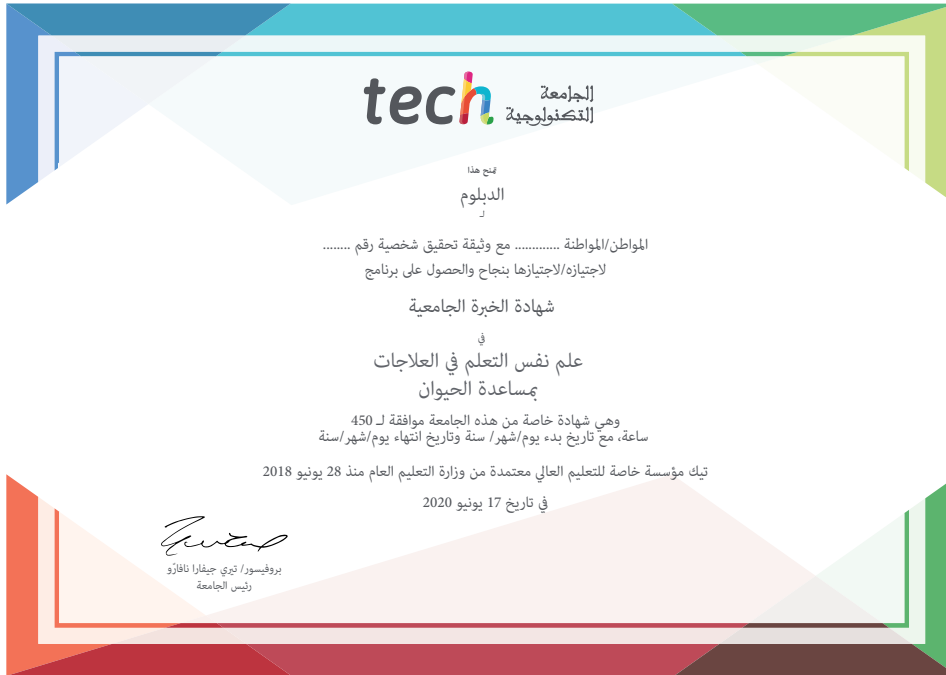 tech الجامعة
التكنولوجية
تمنح هذا
الدبلوم
لـ
المواطن/المواطنة ............. مع وثيقة تحقيق شخصية رقم ........
لاجتيازه/لاجتيازها بنجاح والحصول على برنامج
شهادة الخبرة الجامعية
في
علم نفس التعلم في العلاجات
بمساعدة الحيوان
وهي شهادة خاصة من هذه الجامعة موافقة لـ 450
ساعة، مع تاريخ بدء يوم/شهر/ سنة وتاريخ انتهاء يوم/شهر/سنة
تيك مؤسسة خاصة للتعليم العالي معتمدة من وزارة التعليم العام منذ 28 يونيو 2018
في تاريخ 17 يونيو 2020
بروفيسور/ تيري جيفارا نافارّو
رئيس الجامعة